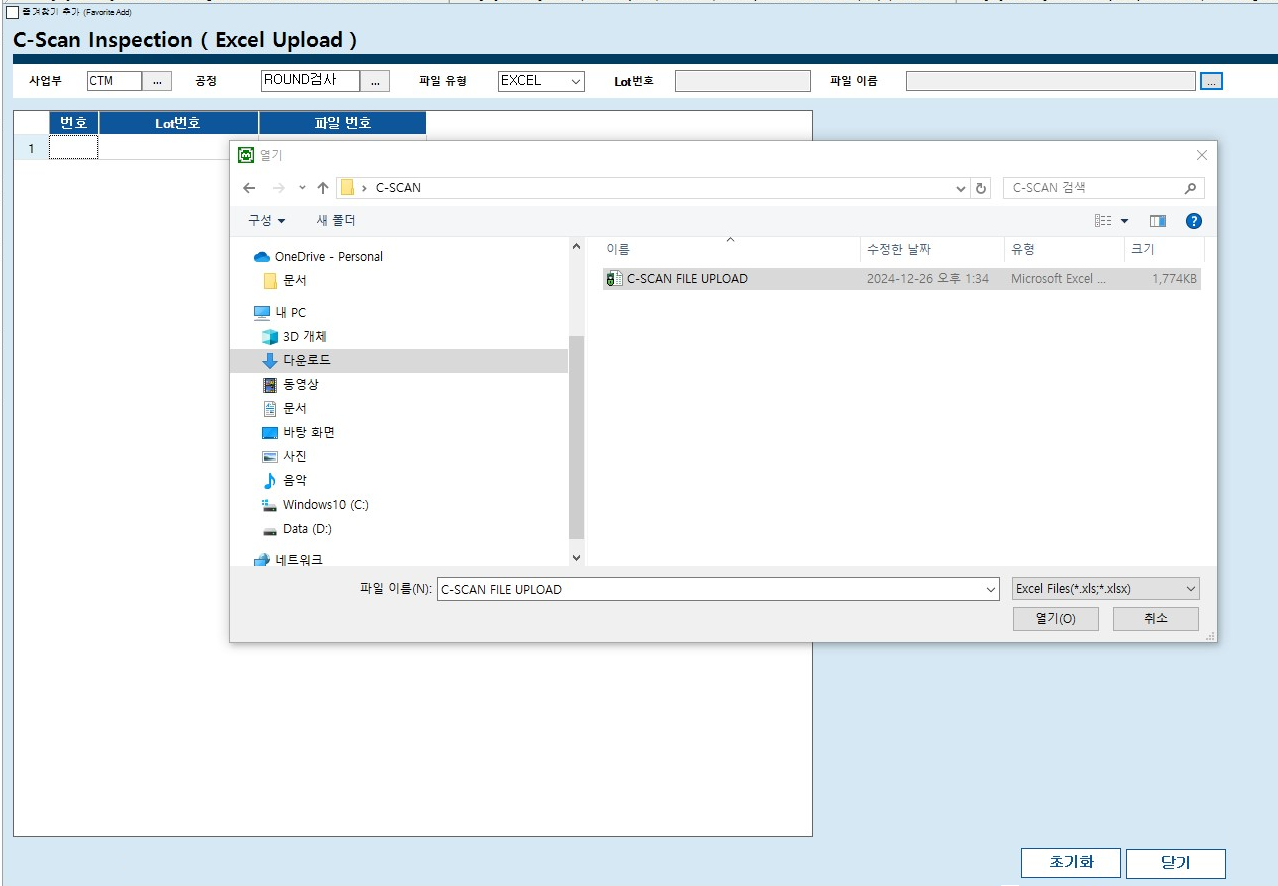 즐겨찾기 추가 (Favorite Add)
C-Scan Inspection ( Excel Upload )
사업부 CTM ... 공정 ROUND검사 ... 파일 유형 EXCEL Lot번호 파일 이름 ...
번호 Lot번호 파일 번호
1
열기
C-SCAN C-SCAN 검색
구성 새 폴더
이름 수정한 날짜 유형 크기
C-SCAN FILE UPLOAD 2024-12-26 오후 1:34 Microsoft Excel ... 1,774KB
OneDrive - Personal
문서
내 PC
3D 개체
다운로드
동영상
문서
바탕 화면
사진
음악
Windows10 (C:)
Data (D:)
네트워크
파일 이름(N): C-SCAN FILE UPLOAD Excel Files(*.xls;*.xlsx)
열기(O) 취소
초기화 닫기